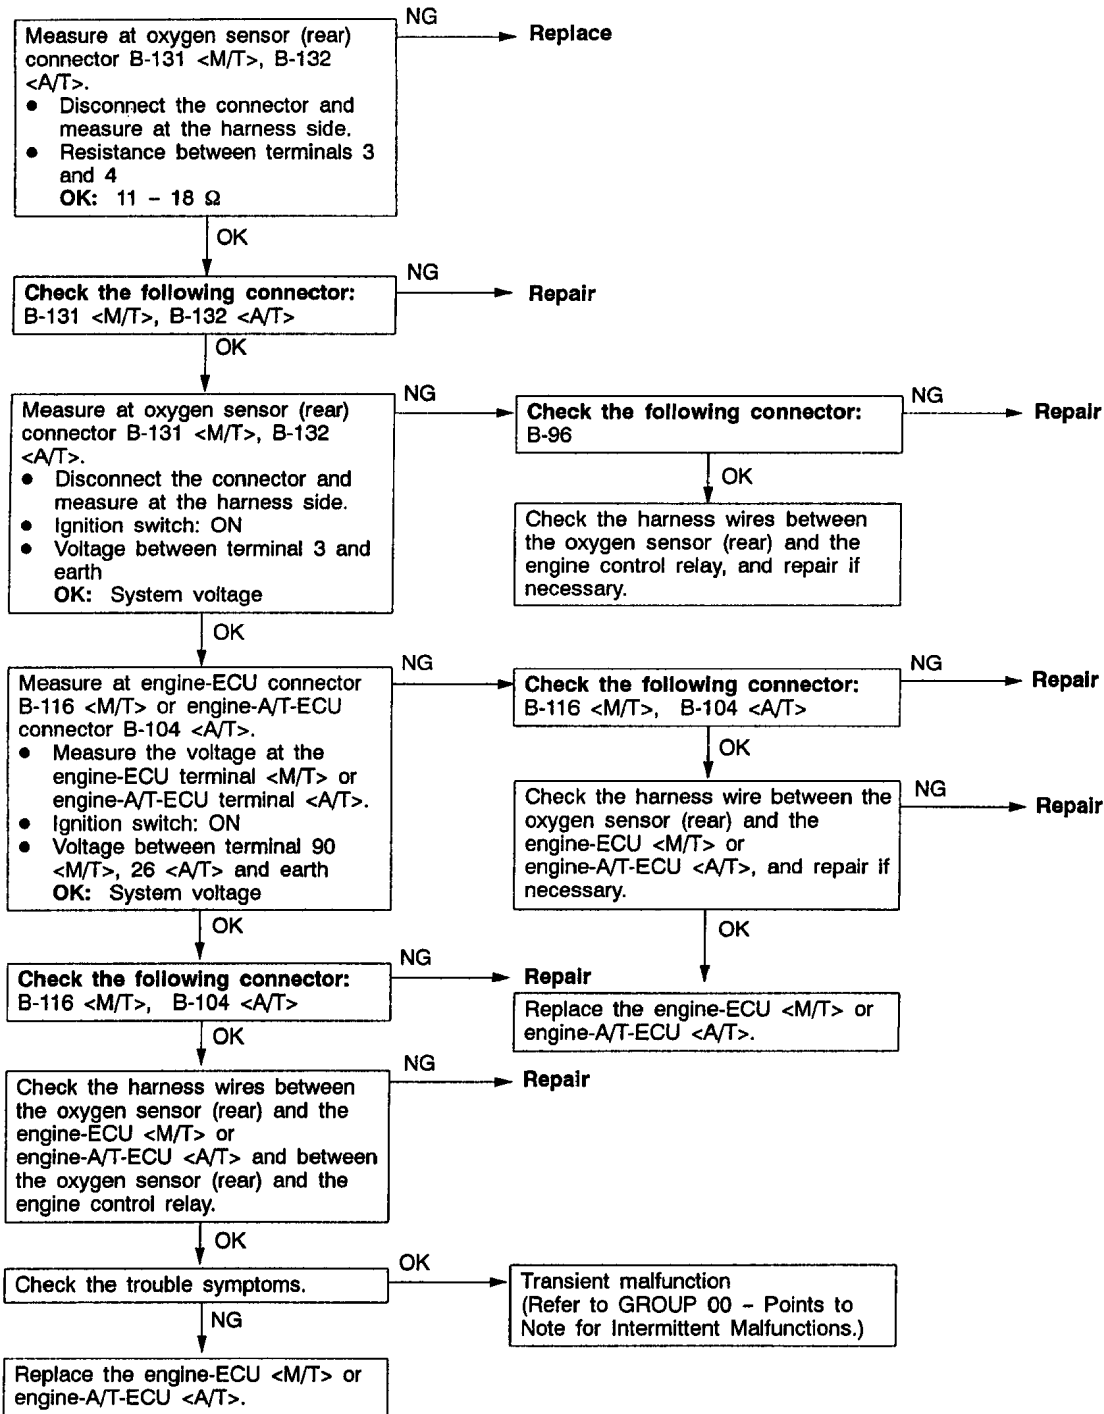 Measure at oxygen sensor (rear)
connector B-131 <M/T>, B-132
<A/T>.
● Disconnect the connector and
measure at the harness side.
● Resistance between terminals 3
and 4
OK: 11 – 18 Ω
NG
Replace
OK
Check the following connector:
B-131 <M/T>, B-132 <A/T>
NG
Repair
OK
Measure at oxygen sensor (rear)
connector B-131 <M/T>, B-132
<A/T>.
● Disconnect the connector and
measure at the harness side.
● Ignition switch: ON
● Voltage between terminal 3 and
earth
OK: System voltage
NG
Check the following connector:
B-96
NG
Repair
OK
Check the harness wires between
the oxygen sensor (rear) and the
engine control relay, and repair if
necessary.
OK
Measure at engine-ECU connector
B-116 <M/T> or engine-A/T-ECU
connector B-104 <A/T>.
● Measure the voltage at the
engine-ECU terminal <M/T> or
engine-A/T-ECU terminal <A/T>.
● Ignition switch: ON
● Voltage between terminal 90
<M/T>, 26 <A/T> and earth
OK: System voltage
NG
Check the following connector:
B-116 <M/T>, B-104 <A/T>
NG
Repair
OK
Check the harness wire between the
oxygen sensor (rear) and the
engine-ECU <M/T> or
engine-A/T-ECU <A/T>, and repair if
necessary.
NG
Repair
OK
Replace the engine-ECU <M/T> or
engine-A/T-ECU <A/T>.
OK
Check the following connector:
B-116 <M/T>, B-104 <A/T>
NG
Repair
OK
Check the harness wires between
the oxygen sensor (rear) and the
engine-ECU <M/T> or
engine-A/T-ECU <A/T> and between
the oxygen sensor (rear) and the
engine control relay.
NG
Repair
OK
Check the trouble symptoms.
OK
Transient malfunction
(Refer to GROUP 00 – Points to
Note for Intermittent Malfunctions.)
NG
Replace the engine-ECU <M/T> or
engine-A/T-ECU <A/T>.